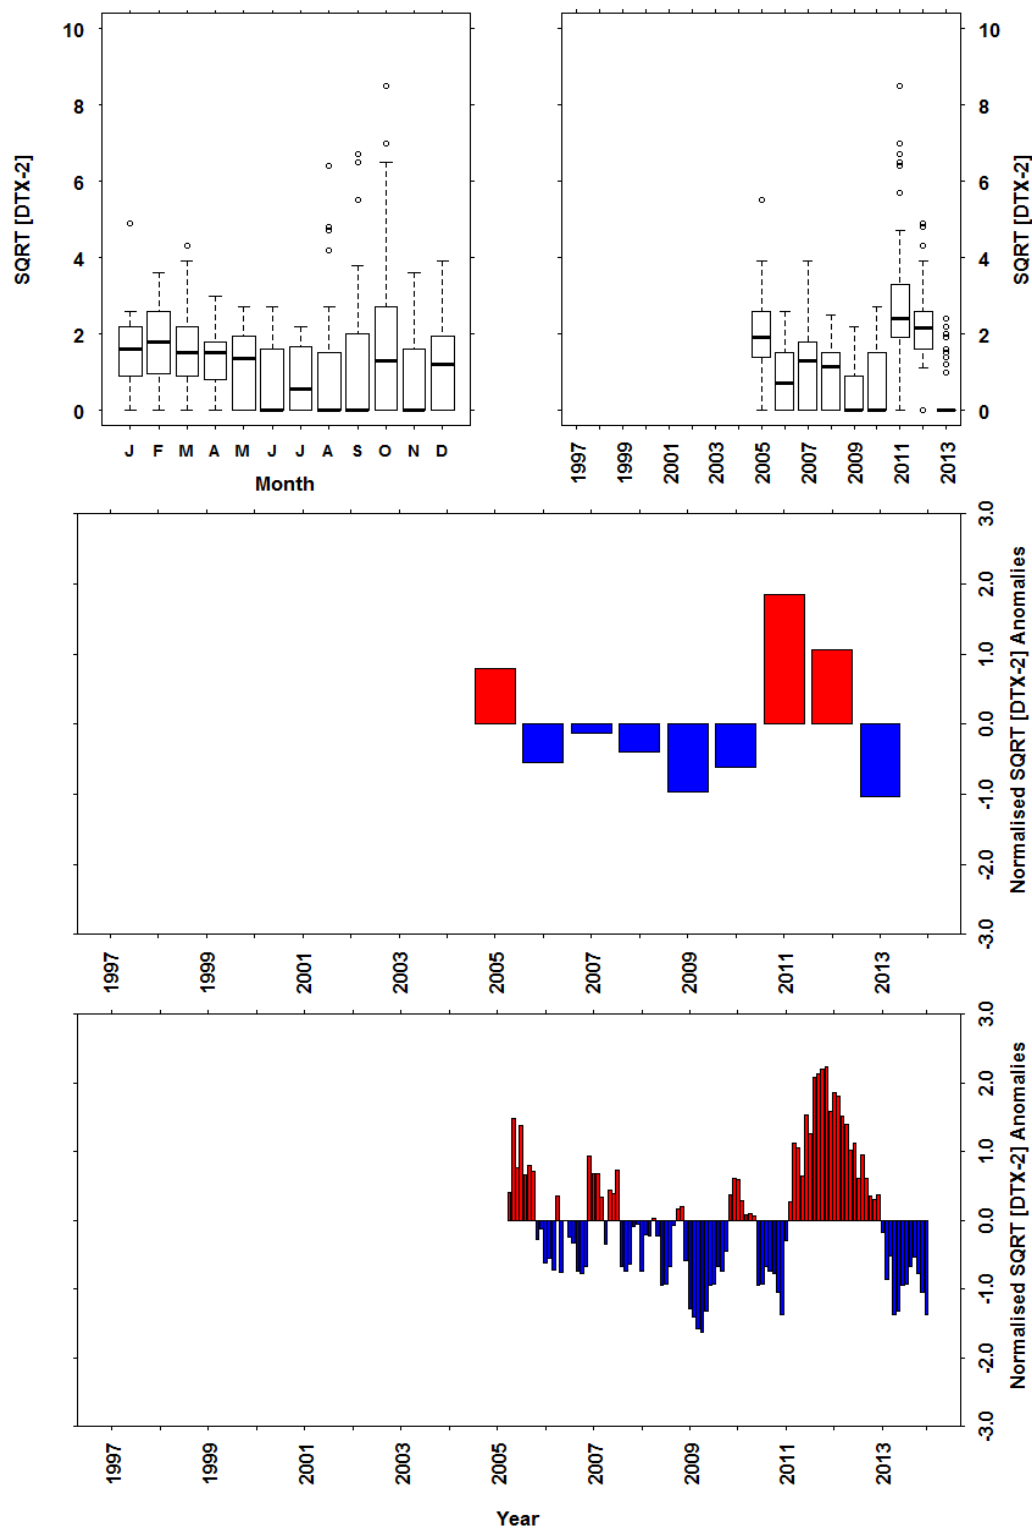 10
8
6
4
2
0
SQRT [DTX-2]
J F M A M J J A S O N D
Month
10
8
6
4
2
0
SQRT [DTX-2]
1997 1999 2001 2003 2005 2007 2009 2011 2013
3.0
2.0
1.0
0.0
-1.0
-2.0
-3.0
Normalised SQRT [DTX-2] Anomalies
1997 1999 2001 2003 2005 2007 2009 2011 2013
3.0
2.0
1.0
0.0
-1.0
-2.0
-3.0
Normalised SQRT [DTX-2] Anomalies
1997 1999 2001 2003 2005 2007 2009 2011 2013
Year